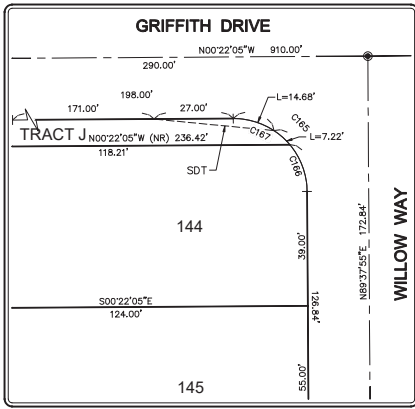 GRIFFITH DRIVE
N00°22'05"W 910.00'
290.00'
198.00'
171.00' 27.00'
L=14.68'
C165
C167
L=7.22'
TRACT J N00°22'05"W (NR) 236.42'
118.21'
SDT
C166
144
39.00'
126.84'
N89°37'55"E 172.84'
WILLOW WAY
S00°22'05"E
124.00'
55.00'
145